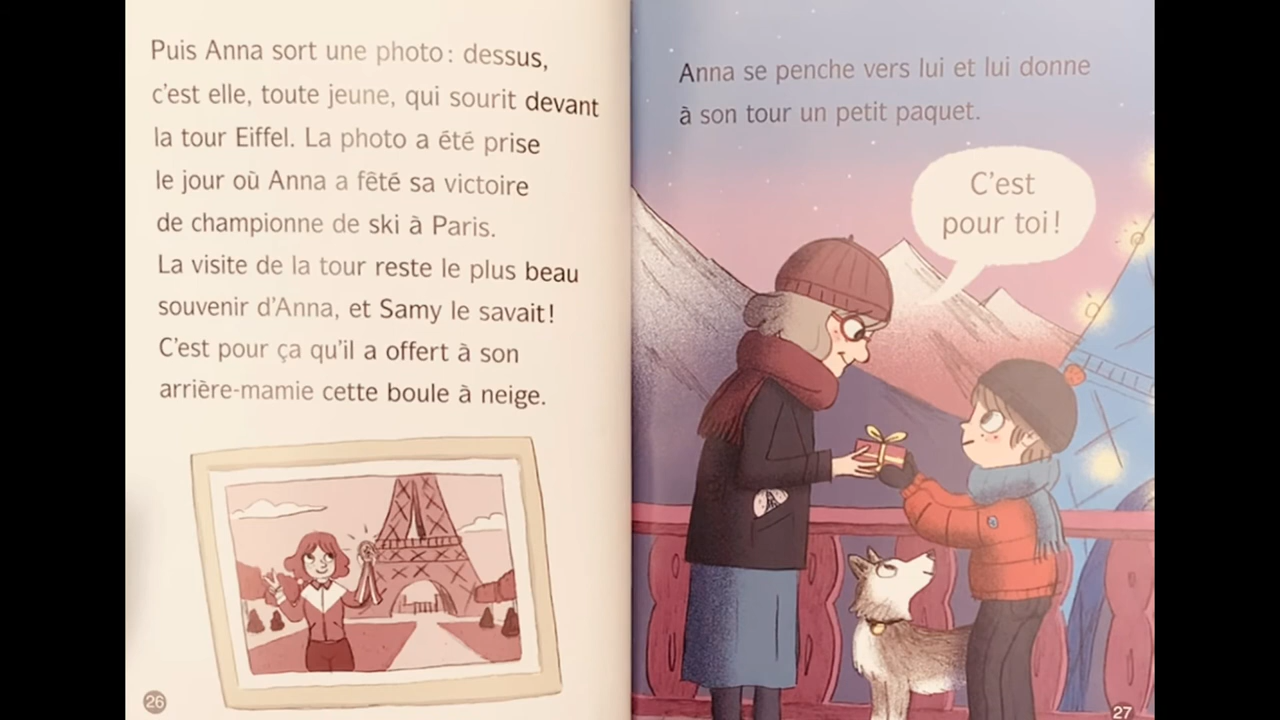 Puis Anna sort une photo : dessus,
c'est elle, toute jeune, qui sourit devant
la tour Eiffel. La photo a été prise
le jour où Anna a fêté sa victoire
de championne de ski à Paris.
La visite de la tour reste le plus beau
souvenir d'Anna, et Samy le savait !
C'est pour ça qu'il a offert à son
arrière-mamie cette boule à neige.
26
Anna se penche vers lui et lui donne
à son tour un petit paquet.
C'est
pour toi !
27